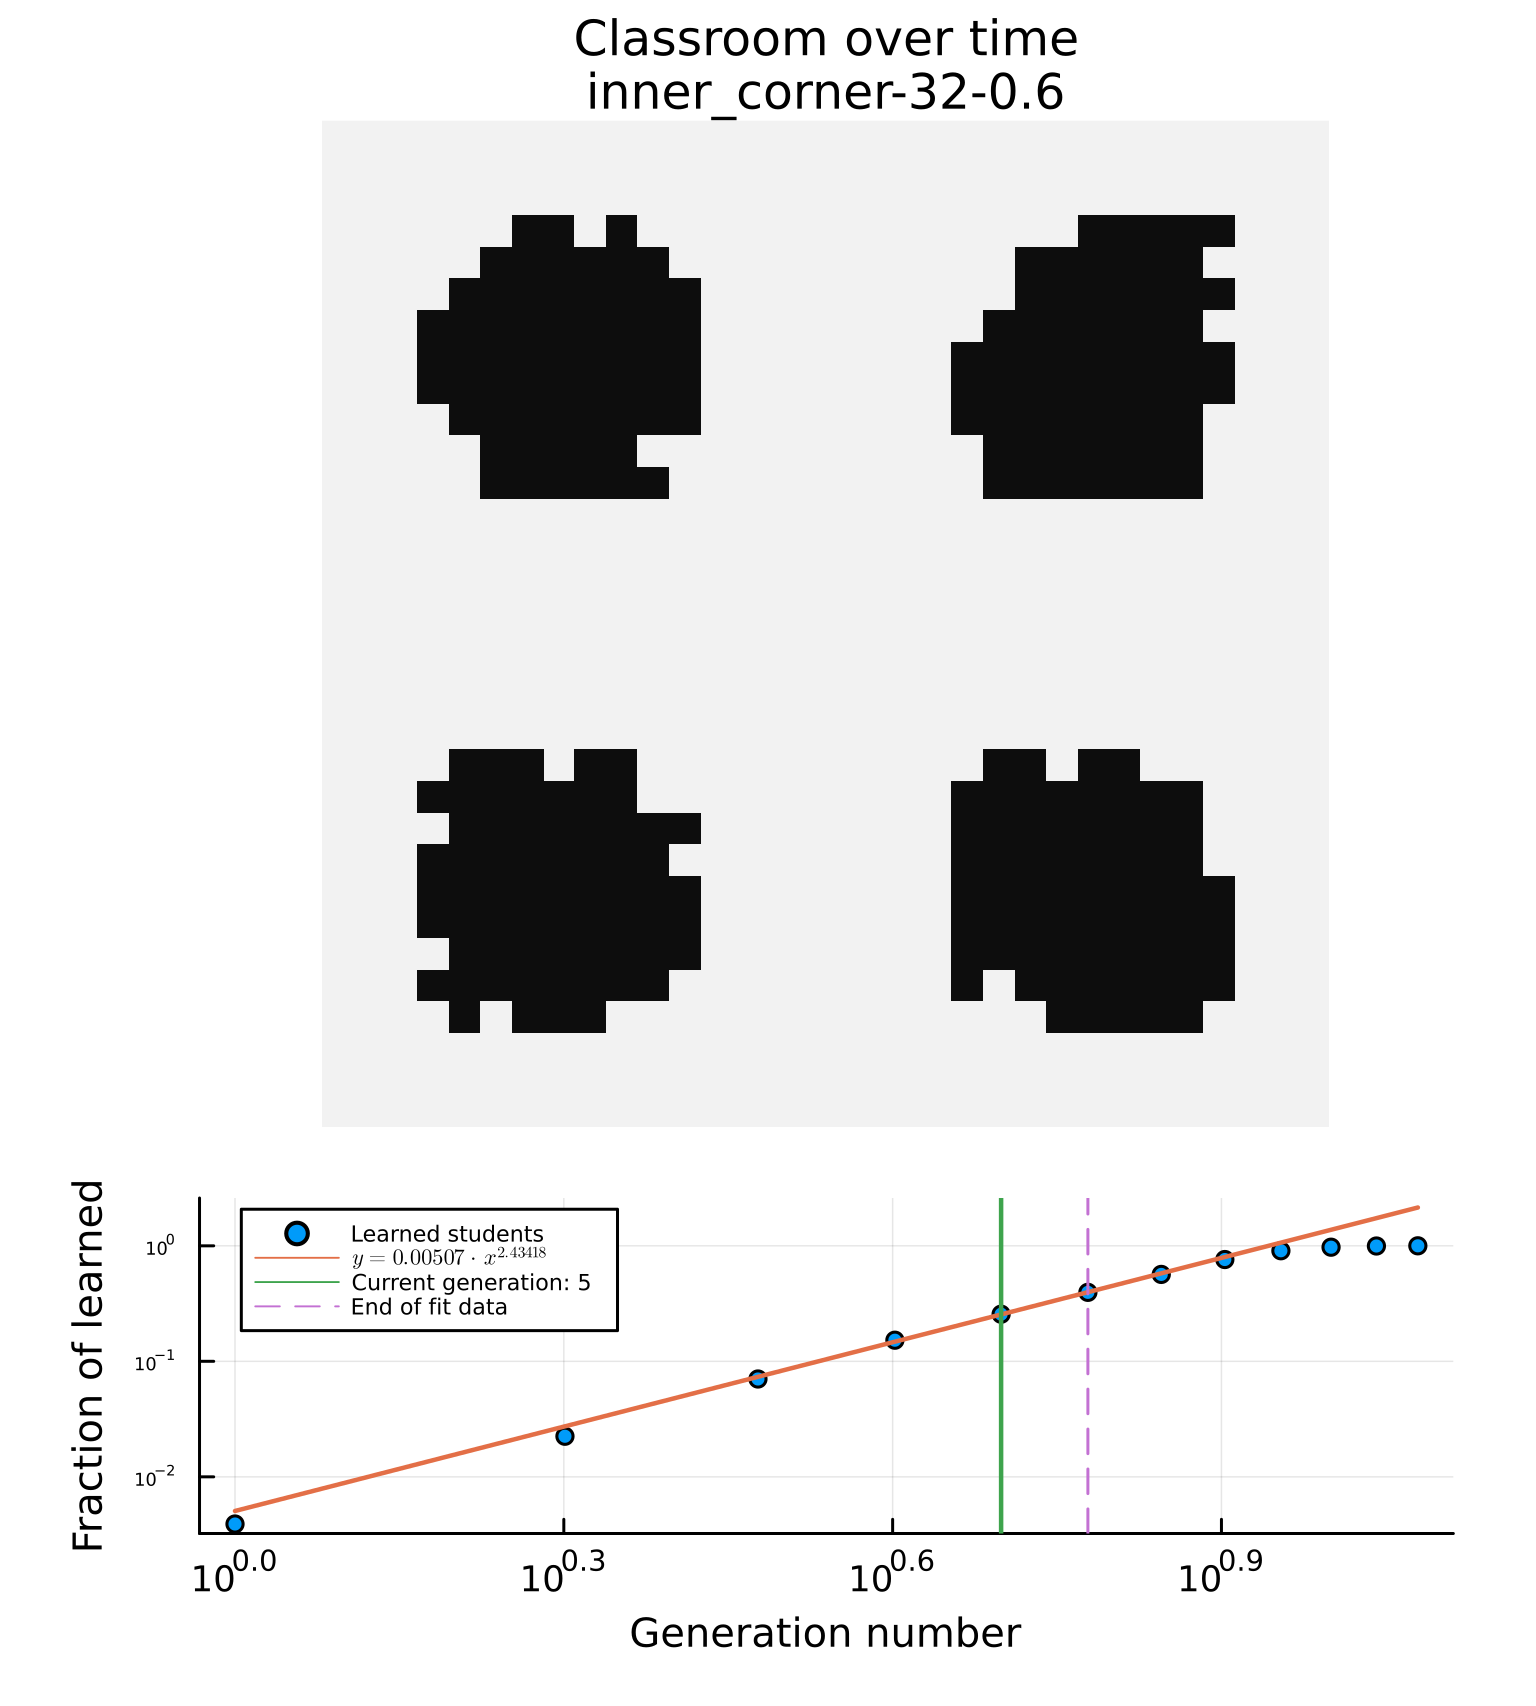 Classroom over time
inner_corner-32-0.6
Fraction of learned
10^0
10^-1
10^-2
Learned students
y = 0.00507 · x^2.43418
Current generation: 5
End of fit data
10^0.0 10^0.3 10^0.6 10^0.9
Generation number